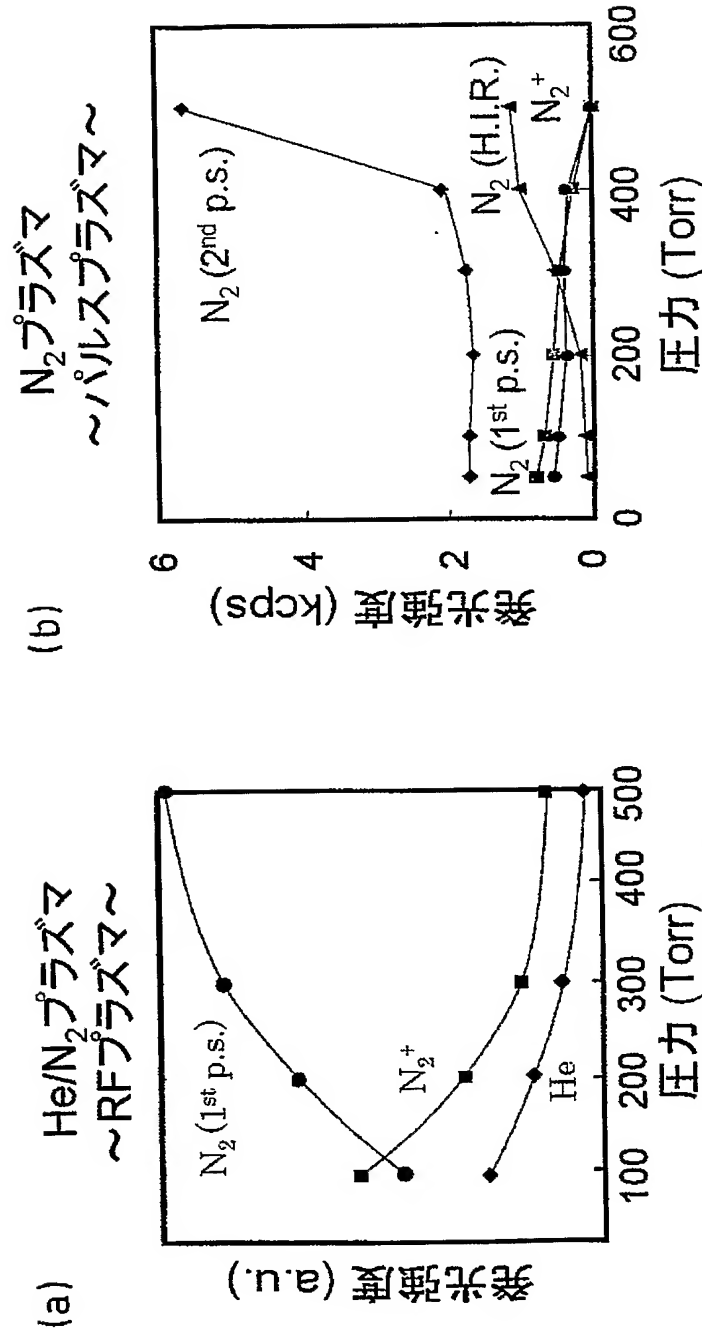 (a)
He/N₂プラズマ
～RFプラズマ～
発光強度 (a.u.)
N₂ (1ˢᵗ p.s.)
N₂⁺
He
100 200 300 400 500
圧力 (Torr)
(b)
N₂プラズマ
～パルスプラズマ～
発光強度 (kcps)
6
4
2
0
N₂ (2ⁿᵈ p.s.)
N₂ (1ˢᵗ p.s.)
N₂ (H.I.R.)
N₂⁺
0 200 400 600
圧力 (Torr)